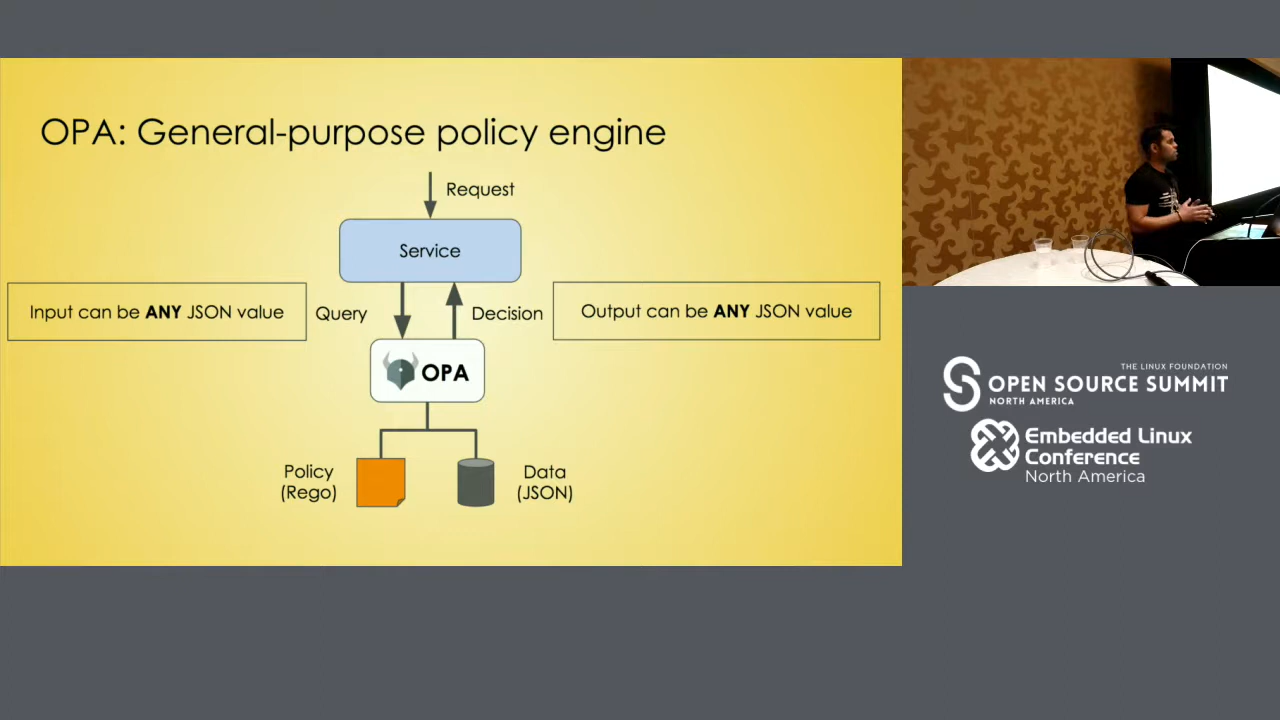 OPA: General-purpose policy engine
Request
Service
Input can be ANY JSON value
Query
Decision
Output can be ANY JSON value
OPA
Policy
(Rego)
Data
(JSON)
THE LINUX FOUNDATION
OPEN SOURCE SUMMIT
NORTH AMERICA
Embedded Linux
Conference
North America